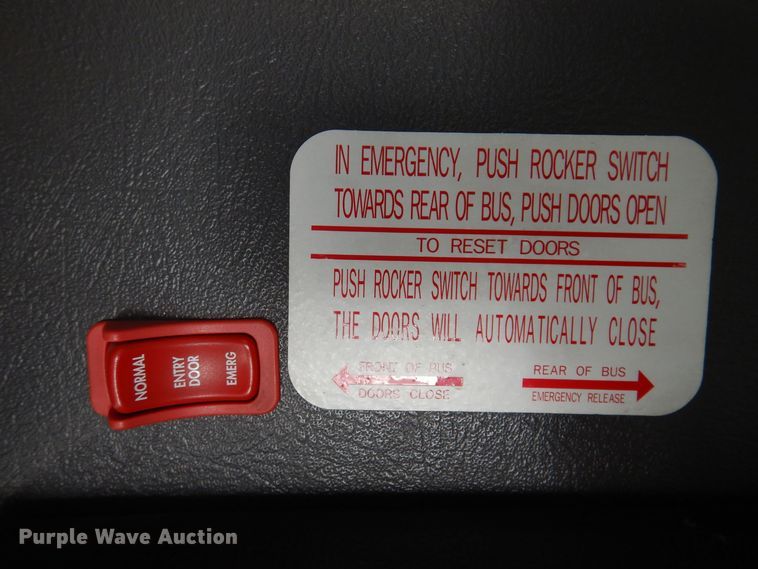 IN EMERGENCY, PUSH ROCKER SWITCH
TOWARDS REAR OF BUS, PUSH DOORS OPEN
TO RESET DOORS
PUSH ROCKER SWITCH TOWARDS FRONT OF BUS,
THE DOORS WILL AUTOMATICALLY CLOSE
FRONT OF BUS
DOORS CLOSE
REAR OF BUS
EMERGENCY RELEASE
NORMAL
ENTRY
DOOR
EMERG
Purple Wave Auction